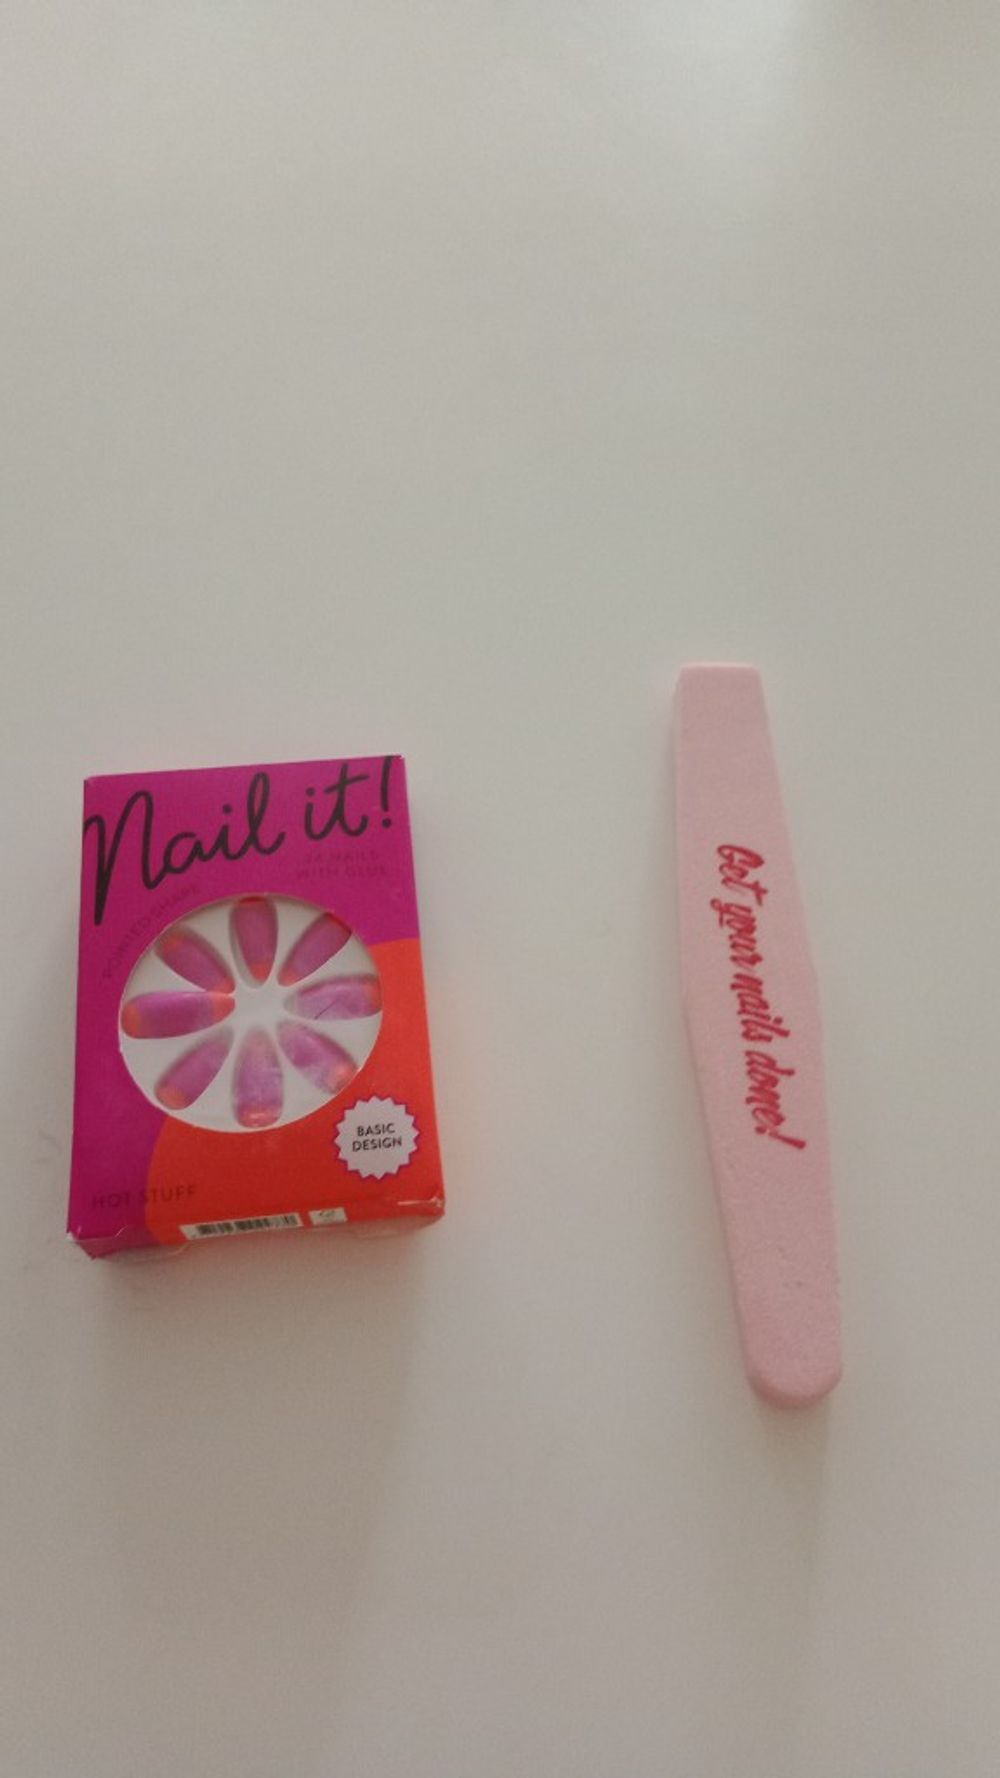 Nail it!
24 NAILS
WITH GLUE
POINTED SHAPE
BASIC
DESIGN
HOT STUFF
Get your nails done!